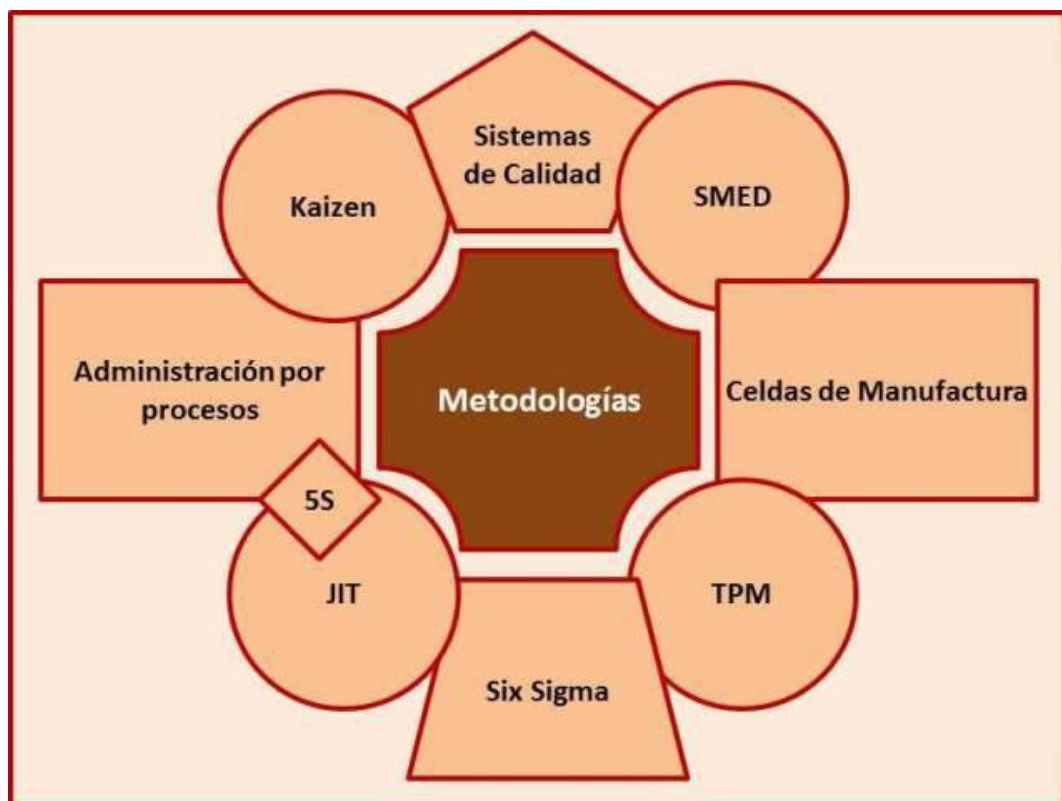 Sistemas
de Calidad
Kaizen
SMED
Administración por
procesos
Metodologías
Celdas de Manufactura
5S
JIT
TPM
Six Sigma